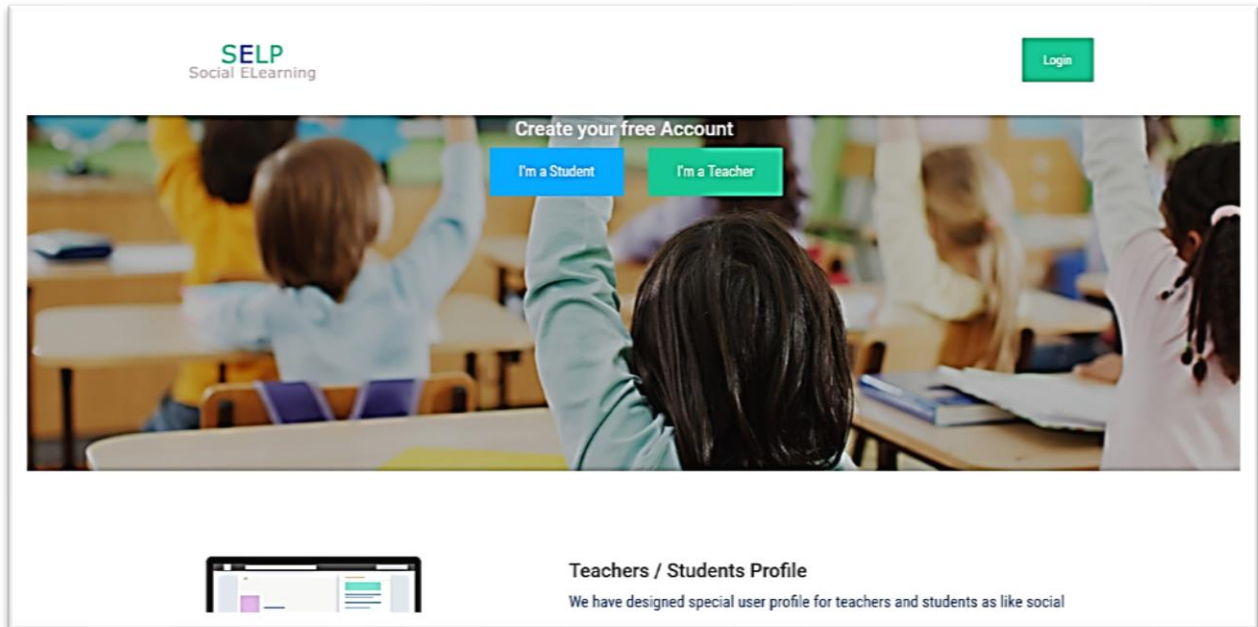 SELP
Social ELearning
Login
Create your free Account
I'm a Student
I'm a Teacher
Teachers / Students Profile
We have designed special user profile for teachers and students as like social